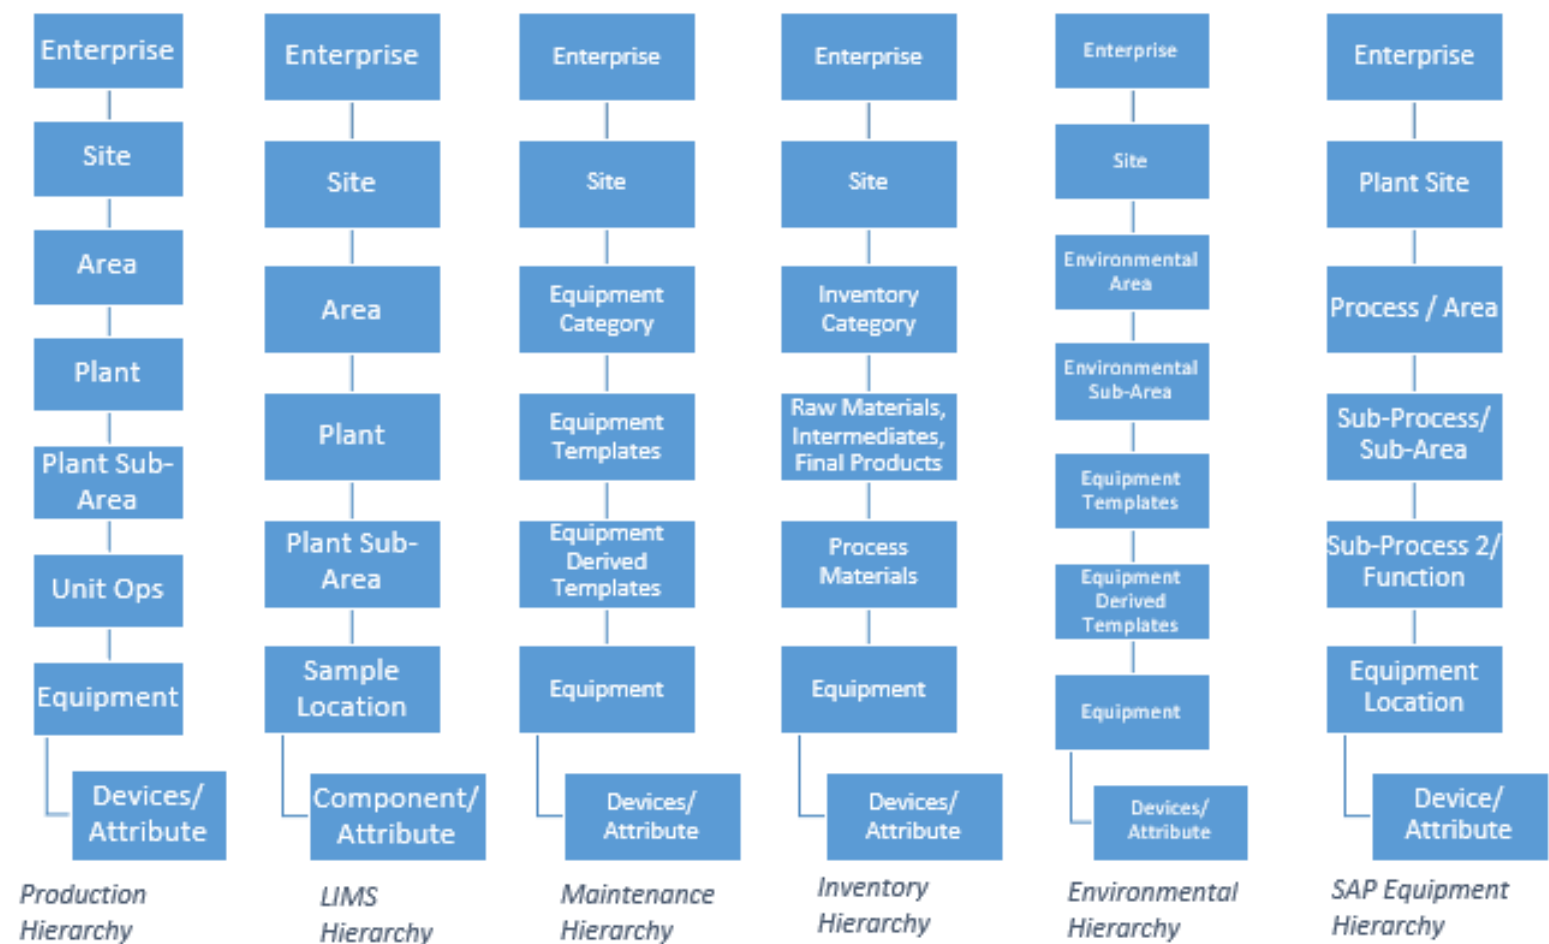 Enterprise
Site
Area
Plant
Plant Sub-
Area
Unit Ops
Equipment
Devices/
Attribute
Production
Hierarchy
Enterprise
Site
Area
Plant
Plant Sub-
Area
Sample
Location
Component/
Attribute
LIMS
Hierarchy
Enterprise
Site
Equipment
Category
Equipment
Templates
Equipment
Derived
Templates
Equipment
Devices/
Attribute
Maintenance
Hierarchy
Enterprise
Site
Inventory
Category
Raw Materials,
Intermediates,
Final Products
Process
Materials
Equipment
Devices/
Attribute
Inventory
Hierarchy
Enterprise
Site
Environmental
Area
Environmental
Sub-Area
Equipment
Templates
Equipment
Derived
Templates
Equipment
Devices/
Attribute
Environmental
Hierarchy
Enterprise
Plant Site
Process / Area
Sub-Process/
Sub-Area
Sub-Process 2/
Function
Equipment
Location
Device/
Attribute
SAP Equipment
Hierarchy